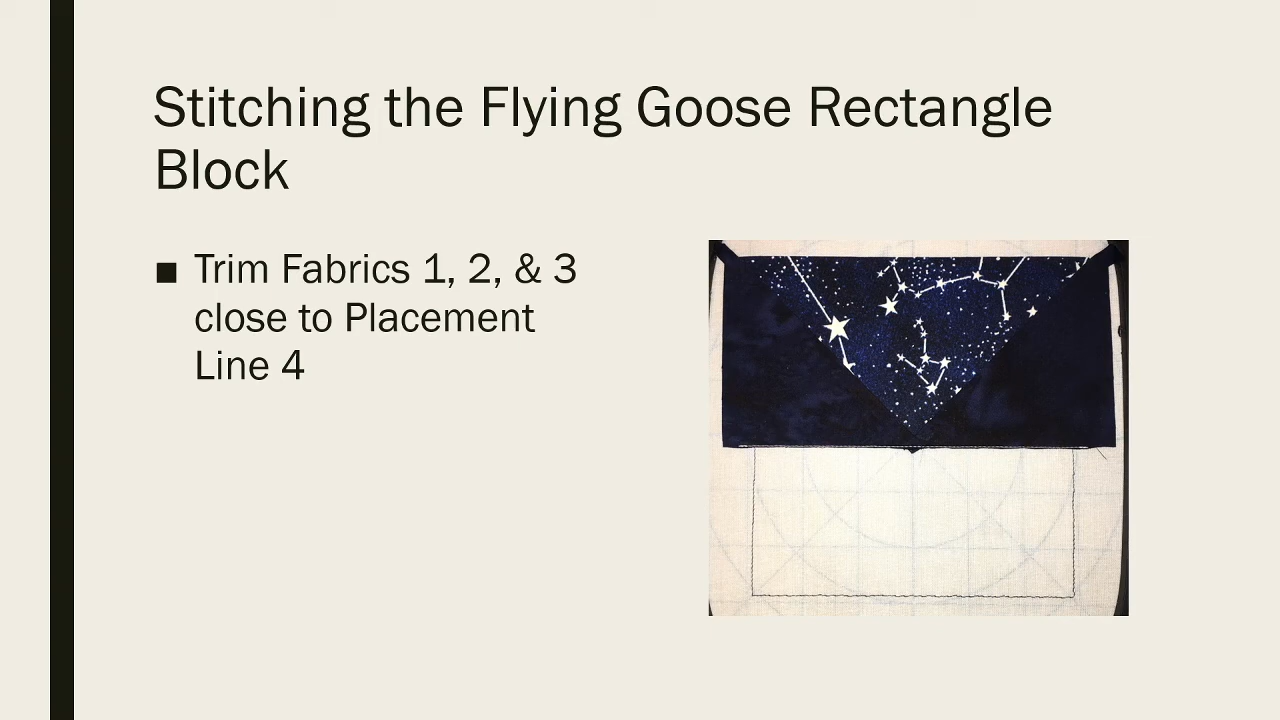 Stitching the Flying Goose Rectangle
Block
■ Trim Fabrics 1, 2, & 3
close to Placement
Line 4